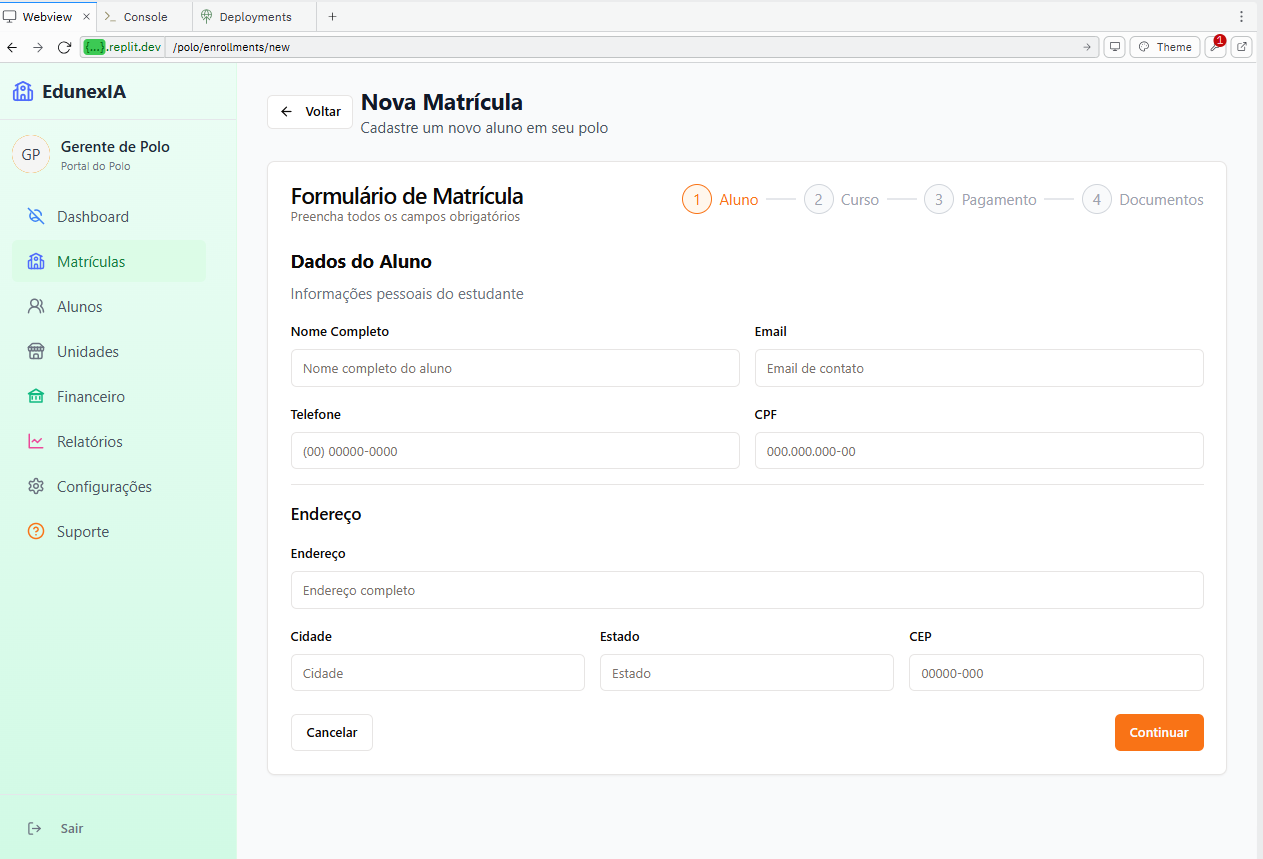 Webview
Console
Deployments
{...}.replit.dev /polo/enrollments/new
Theme
1
EdunexIA
GP
Gerente de Polo
Portal do Polo
Dashboard
Matrículas
Alunos
Unidades
Financeiro
Relatórios
Configurações
Suporte
Sair
Voltar
Nova Matrícula
Cadastre um novo aluno em seu polo
Formulário de Matrícula
Preencha todos os campos obrigatórios
1 Aluno
2 Curso
3 Pagamento
4 Documentos
Dados do Aluno
Informações pessoais do estudante
Nome Completo
Nome completo do aluno
Email
Email de contato
Telefone
(00) 00000-0000
CPF
000.000.000-00
Endereço
Endereço
Endereço completo
Cidade
Cidade
Estado
Estado
CEP
00000-000
Cancelar
Continuar